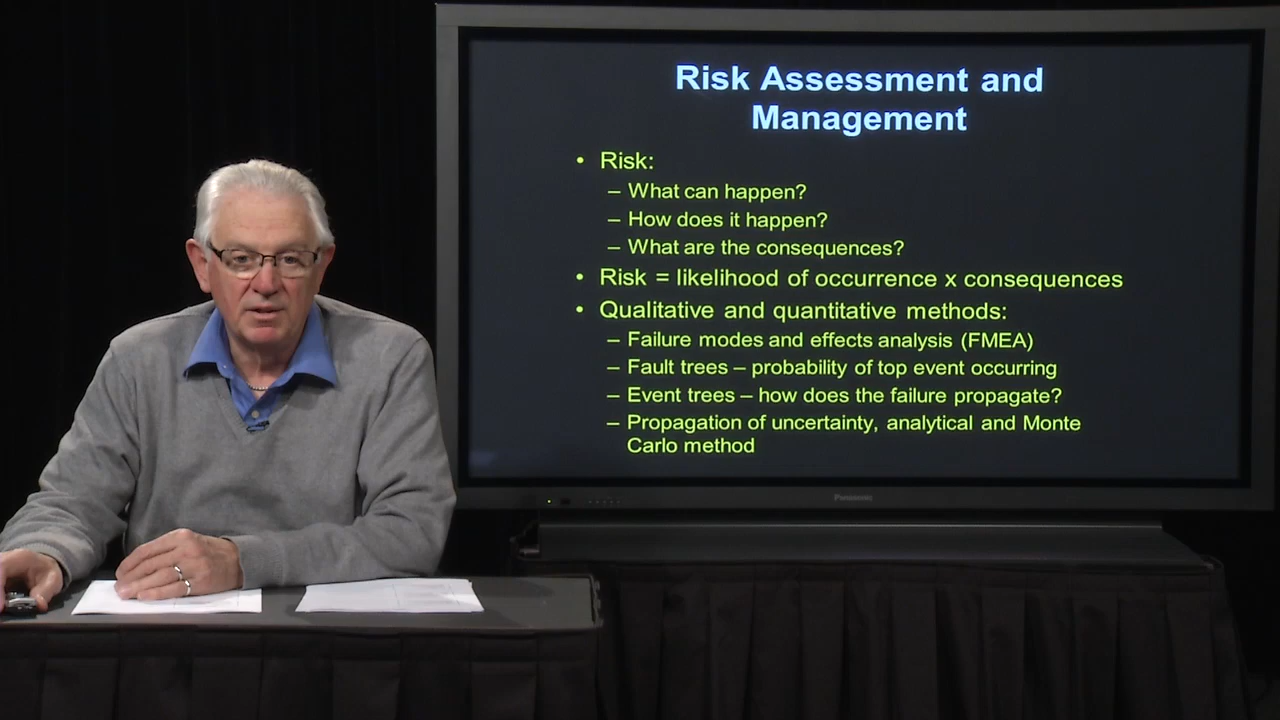 Risk Assessment and
Management
• Risk:
– What can happen?
– How does it happen?
– What are the consequences?
• Risk = likelihood of occurrence x consequences
• Qualitative and quantitative methods:
– Failure modes and effects analysis (FMEA)
– Fault trees – probability of top event occurring
– Event trees – how does the failure propagate?
– Propagation of uncertainty, analytical and Monte
Carlo method
Panasonic